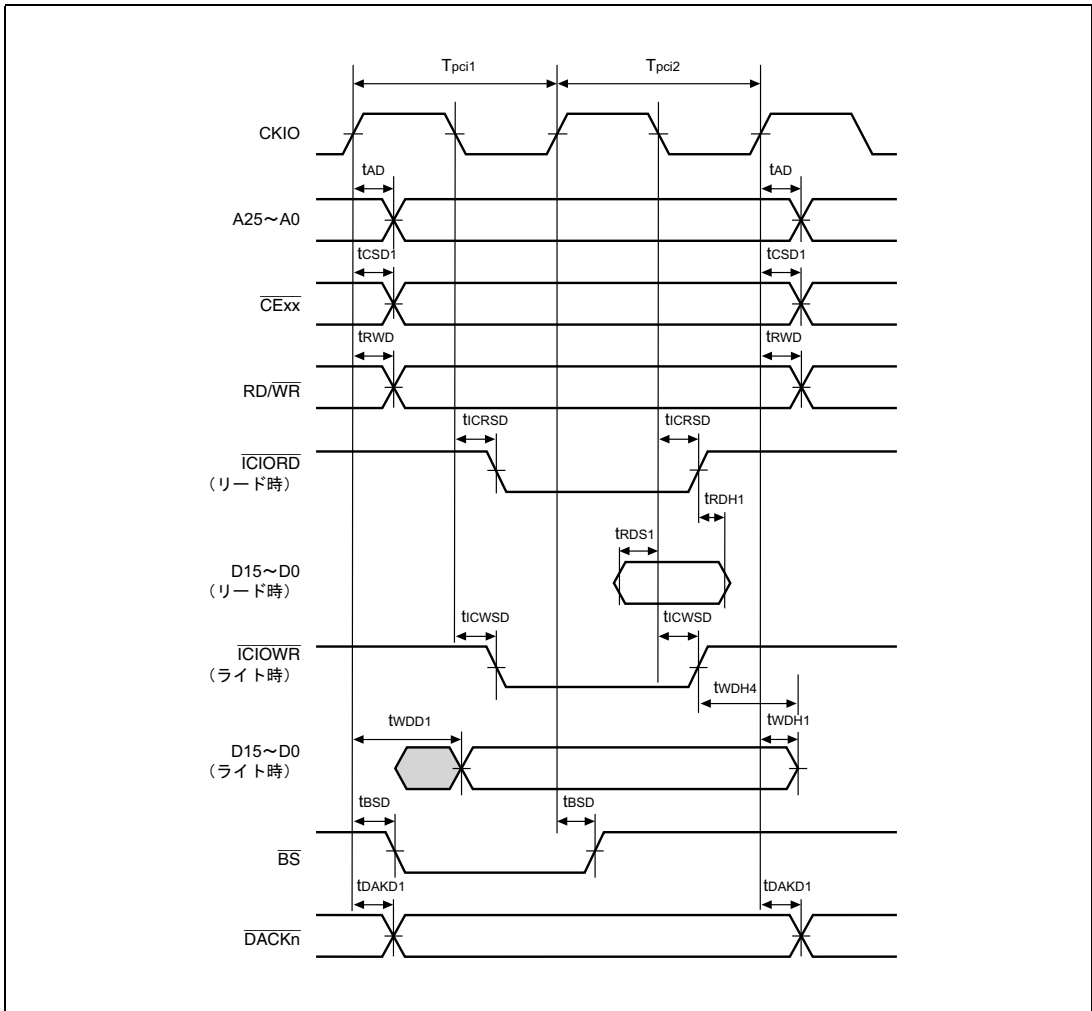 Tpci1 Tpci2
CKIO
tAD tAD
A25～A0
tCSD1 tCSD1
CExx
tRWD tRWD
RD/WR
tICRSD tICRSD
ICIORD
（リード時）
tRDH1
tRDS1
D15～D0
（リード時）
tICWSD tICWSD
ICIOWR
（ライト時）
tWDH4
tWDD1 tWDH1
D15～D0
（ライト時）
tBSD tBSD
BS
tDAKD1 tDAKD1
DACKn